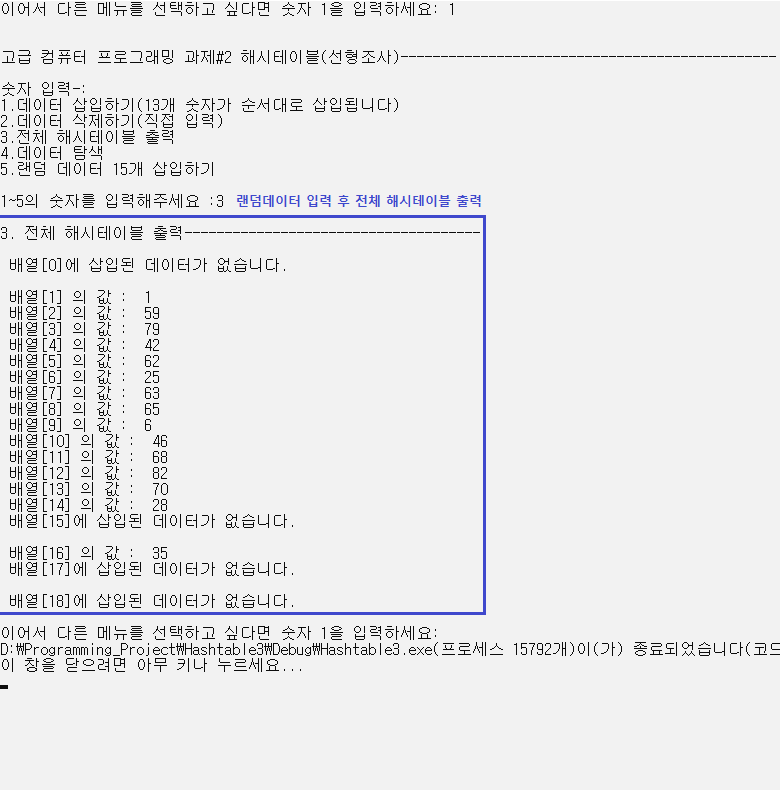 이어서 다른 메뉴를 선택하고 싶다면 숫자 1을 입력하세요: 1
고급 컴퓨터 프로그래밍 과제#2 해시테이블(선형조사)-----------------------------------------------
숫자 입력-:
1.데이터 삽입하기(13개 숫자가 순서대로 삽입됩니다)
2.데이터 삭제하기(직접 입력)
3.전체 해시테이블 출력
4.데이터 탐색
5.랜덤 데이터 15개 삽입하기
1~5의 숫자를 입력해주세요 :3 랜덤데이터 입력 후 전체 해시테이블 출력
3. 전체 해시테이블 출력-------------------------------------
배열[0]에 삽입된 데이터가 없습니다.
배열[1] 의 값 : 1
배열[2] 의 값 : 59
배열[3] 의 값 : 79
배열[4] 의 값 : 42
배열[5] 의 값 : 62
배열[6] 의 값 : 25
배열[7] 의 값 : 63
배열[8] 의 값 : 65
배열[9] 의 값 : 6
배열[10] 의 값 : 46
배열[11] 의 값 : 68
배열[12] 의 값 : 82
배열[13] 의 값 : 70
배열[14] 의 값 : 28
배열[15]에 삽입된 데이터가 없습니다.
배열[16] 의 값 : 35
배열[17]에 삽입된 데이터가 없습니다.
배열[18]에 삽입된 데이터가 없습니다.
이어서 다른 메뉴를 선택하고 싶다면 숫자 1을 입력하세요:
D:₩Programming_Project₩Hashtable3₩Debug₩Hashtable3.exe(프로세스 15792개)이(가) 종료되었습니다(코드
이 창을 닫으려면 아무 키나 누르세요...